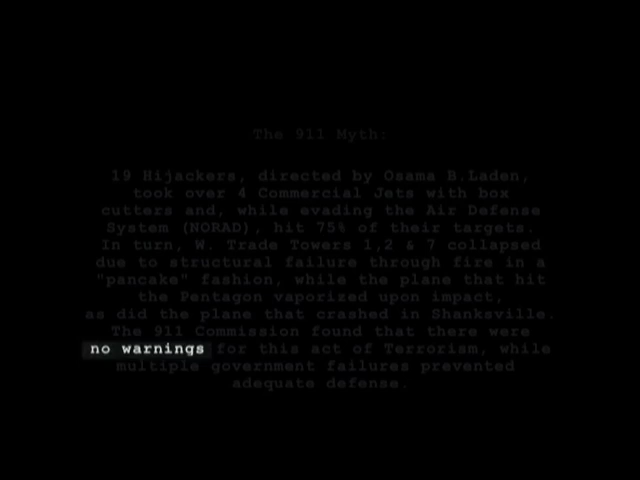 The 911 Myth:
19 Hijackers, directed by Osama B.Laden,
took over 4 Commercial Jets with box
cutters and, while evading the Air Defense
System (NORAD), hit 75% of their targets.
In turn, W. Trade Towers 1,2 & 7 collapsed
due to structural failure through fire in a
"pancake" fashion, while the plane that hit
the Pentagon vaporized upon impact,
as did the plane that crashed in Shanksville.
The 911 Commission found that there were
no warnings for this act of Terrorism, while
multiple government failures prevented
adequate defense.